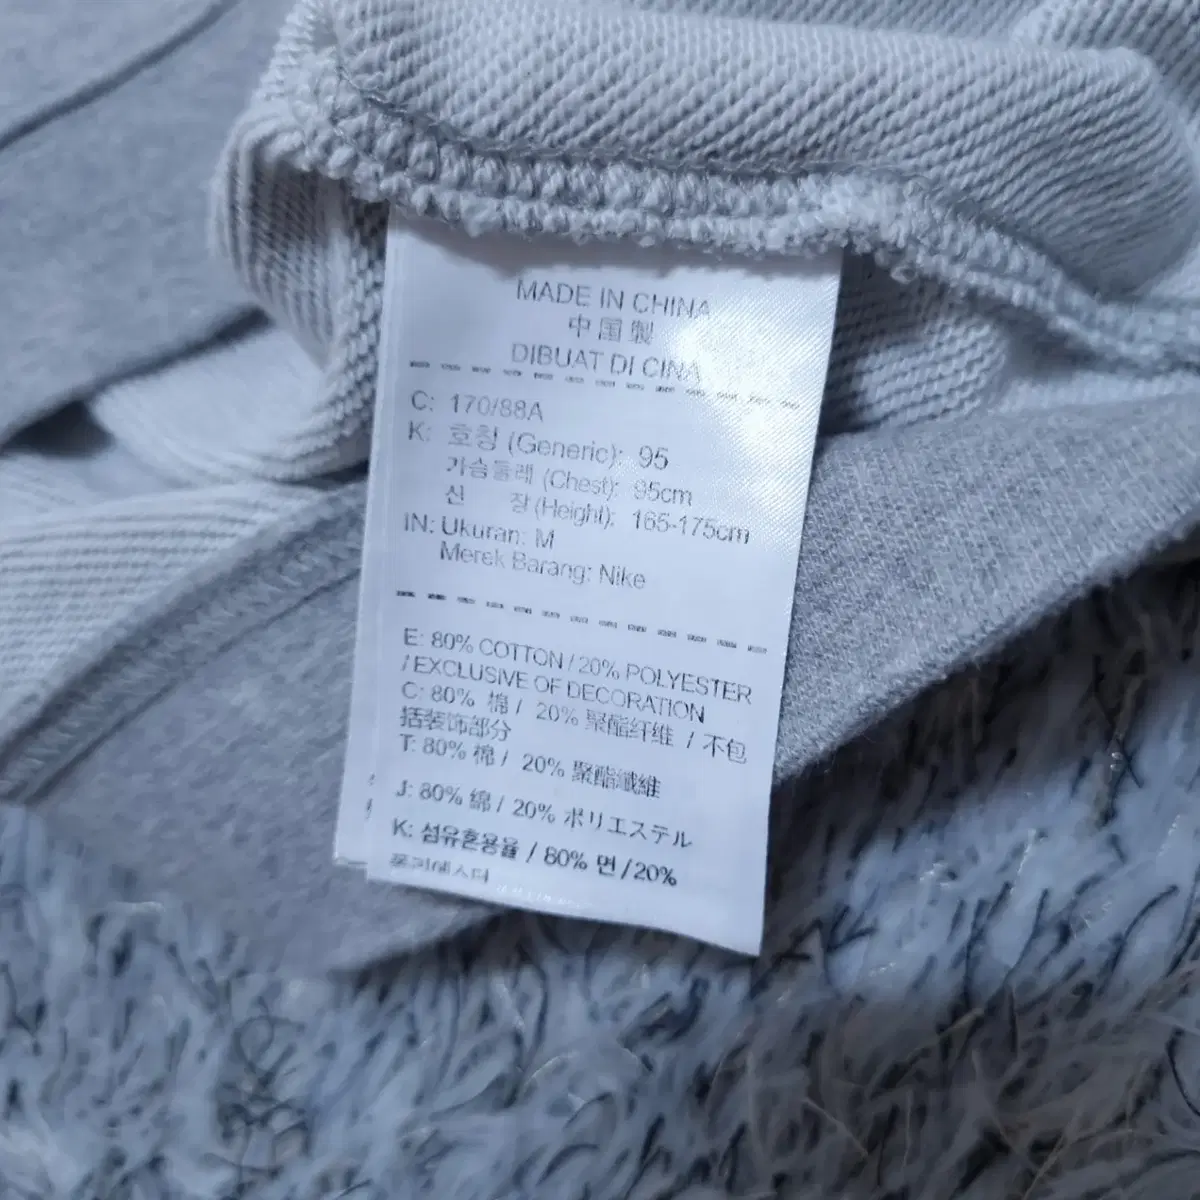 MADE IN CHINA
中国製
DIBUAT DI CINA
C: 170/88A
K: 호칭 (Generic): 95
가슴둘레 (Chest): 95cm
신 장 (Height): 165-175cm
IN: Ukuran: M
Merek Barang: Nike
E: 80% COTTON / 20% POLYESTER
/ EXCLUSIVE OF DECORATION
C: 80% 棉 / 20% 聚酯纤维 / 不包
括装饰部分
T: 80% 棉 / 20% 聚酯纖維
J: 80% 綿 / 20% ポリエステル
K: 섬유혼용율 / 80% 면 / 20%
폴리에스터